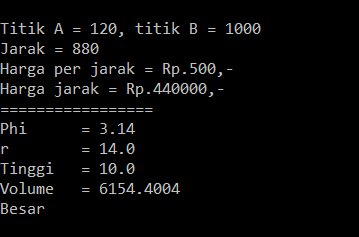 Titik A = 120, titik B = 1000
Jarak = 880
Harga per jarak = Rp.500,-
Harga jarak = Rp.440000,-
=================
Phi      = 3.14
r        = 14.0
Tinggi   = 10.0
Volume   = 6154.4004
Besar